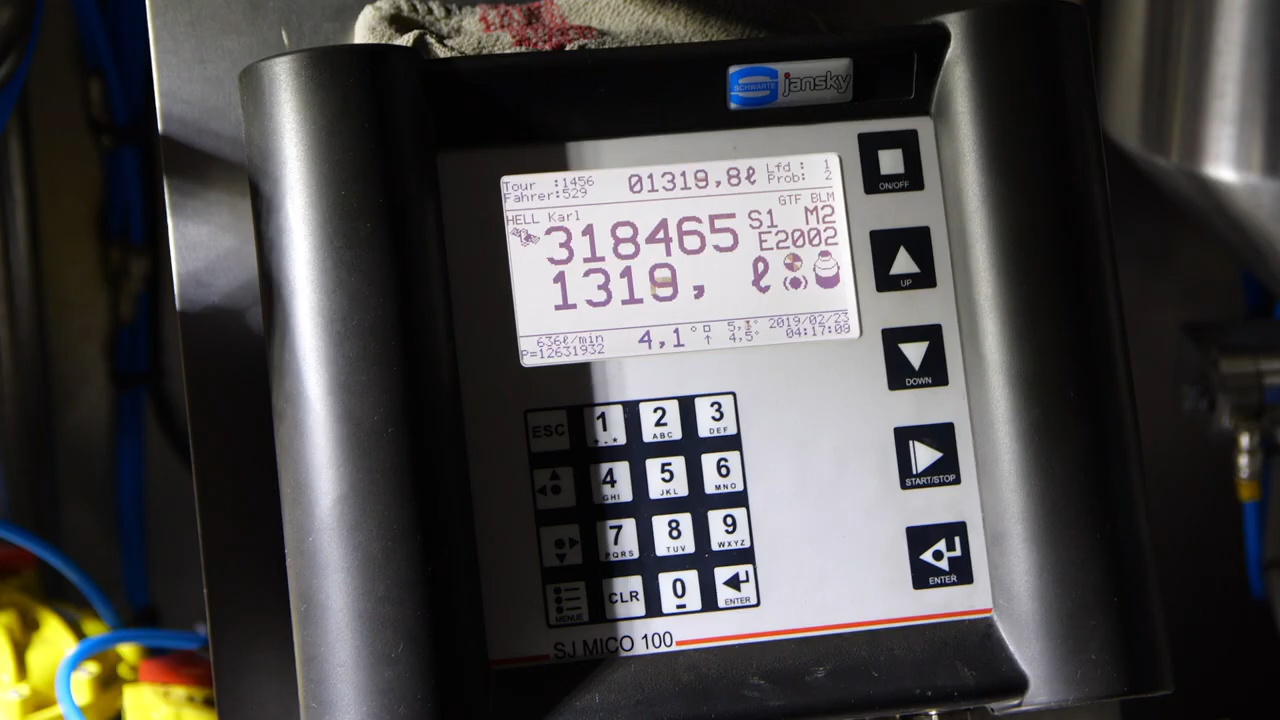 SCHWARTE jansky
Tour :1456 01319,8ℓ Lfd : 1
Fahrer:529 Prob: 2
HELL Karl GTF BLM
318465 S1 M2
E2002
1319, ℓ
636ℓ/min 4,1° 2019/02/23
P=12631932 ↑ 4,5° 04:17:09
ON/OFF
UP
DOWN
START/STOP
ENTER
ESC 1 2 ABC 3 DEF
4 GHI 5 JKL 6 MNO
7 PQRS 8 TUV 9 WXYZ
MENUE CLR 0 ENTER
SJ MICO 100